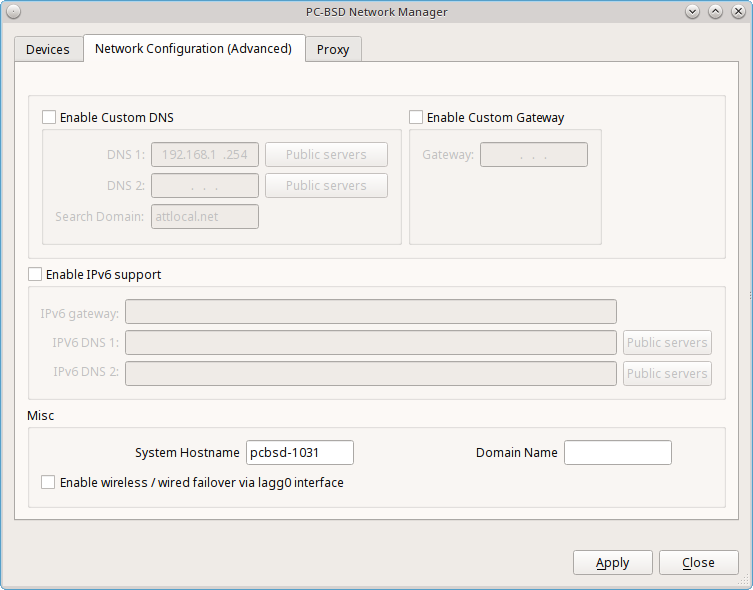 PC-BSD Network Manager
Devices Network Configuration (Advanced) Proxy
Enable Custom DNS Enable Custom Gateway
DNS 1: 192.168.1 .254 Public servers Gateway: . . .
DNS 2: . . . Public servers
Search Domain: attlocal.net
Enable IPv6 support
IPv6 gateway:
IPV6 DNS 1: Public servers
IPv6 DNS 2: Public servers
Misc
System Hostname pcbsd-1031 Domain Name
Enable wireless / wired failover via lagg0 interface
Apply Close